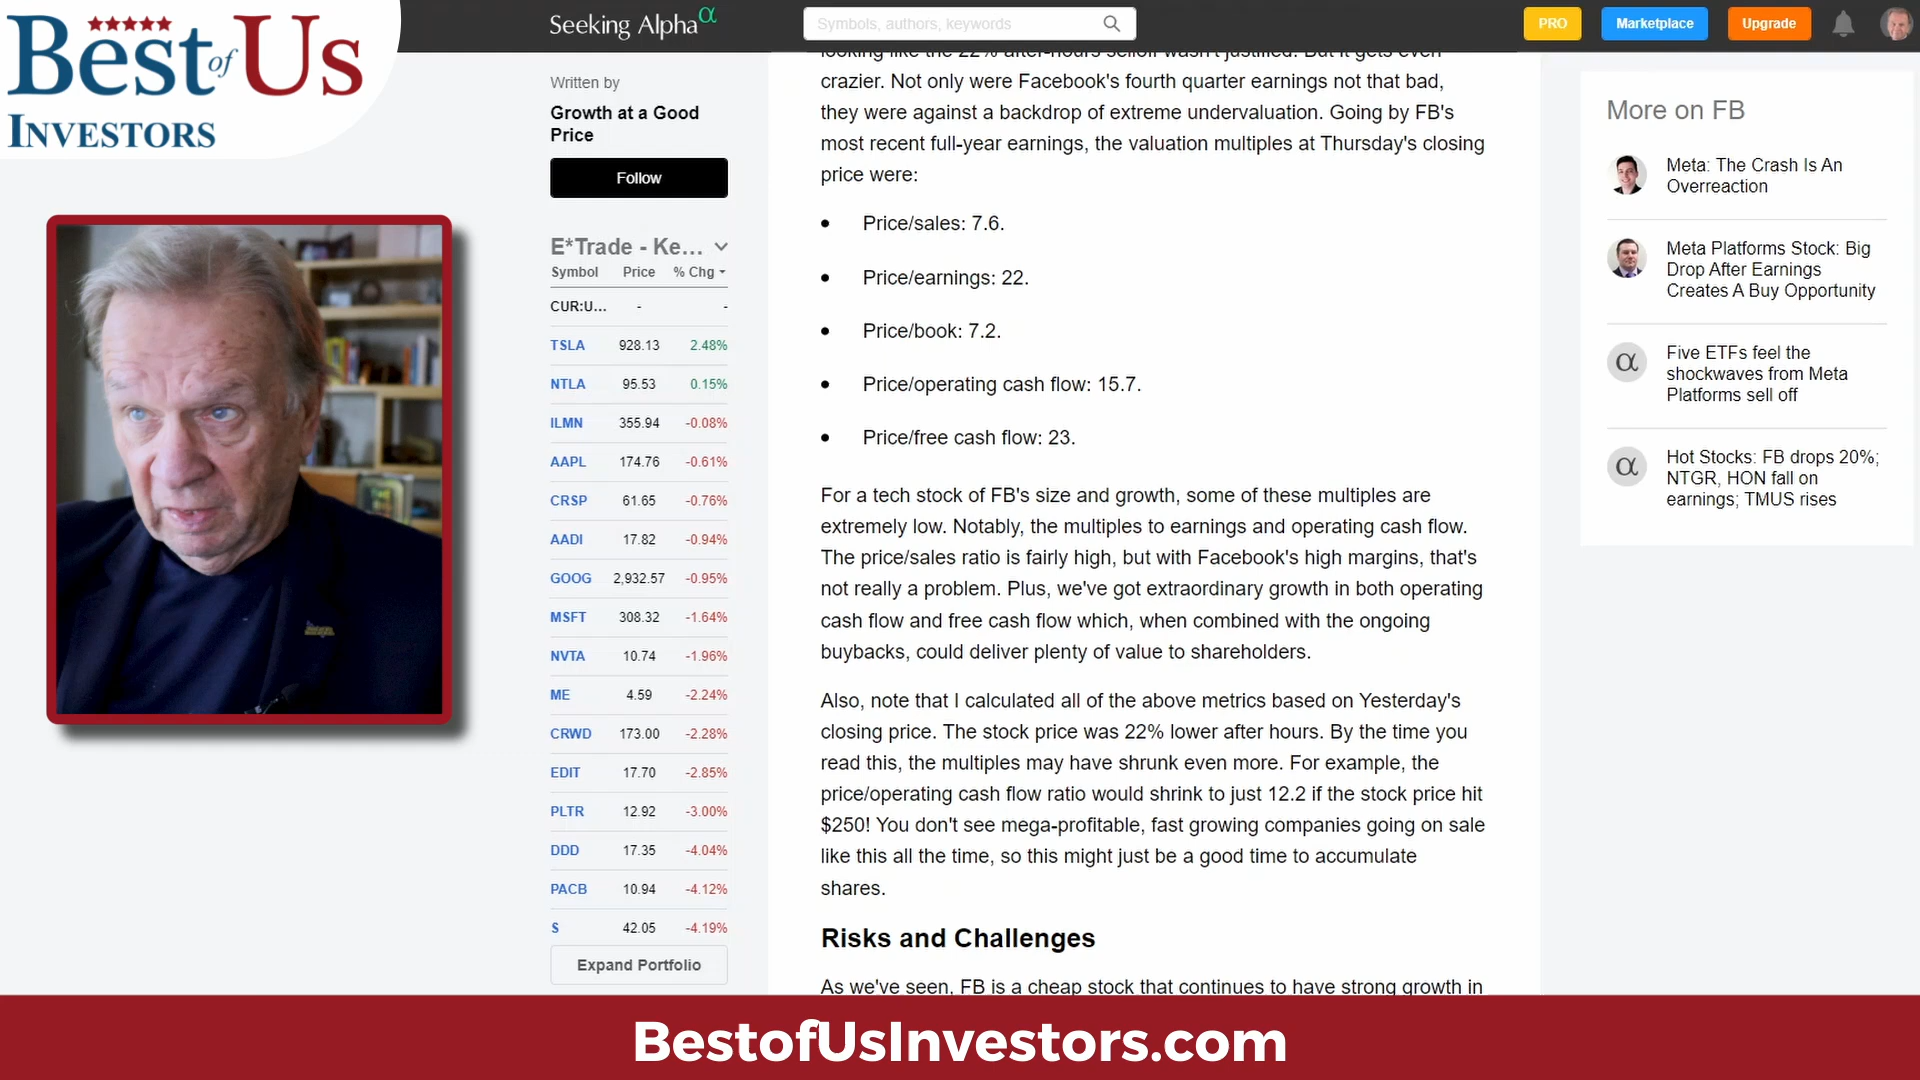 Best of Us
INVESTORS
Seeking Alpha α
Symbols, authors, keywords
PRO
Marketplace
Upgrade
Written by
Growth at a Good
Price
Follow
E*Trade - Ke...
Symbol Price % Chg
CUR:U... - -
TSLA 928.13 2.48%
NTLA 95.53 0.15%
ILMN 355.94 -0.08%
AAPL 174.76 -0.61%
CRSP 61.65 -0.76%
AADI 17.82 -0.94%
GOOG 2,932.57 -0.95%
MSFT 308.32 -1.64%
NVTA 10.74 -1.96%
ME 4.59 -2.24%
CRWD 173.00 -2.28%
EDIT 17.70 -2.85%
PLTR 12.92 -3.00%
DDD 17.35 -4.04%
PACB 10.94 -4.12%
S 42.05 -4.19%
Expand Portfolio
looking like the 22% after-hours selloff wasn't justified. But it gets even
crazier. Not only were Facebook's fourth quarter earnings not that bad,
they were against a backdrop of extreme undervaluation. Going by FB's
most recent full-year earnings, the valuation multiples at Thursday's closing
price were:
• Price/sales: 7.6.
• Price/earnings: 22.
• Price/book: 7.2.
• Price/operating cash flow: 15.7.
• Price/free cash flow: 23.
For a tech stock of FB's size and growth, some of these multiples are
extremely low. Notably, the multiples to earnings and operating cash flow.
The price/sales ratio is fairly high, but with Facebook's high margins, that's
not really a problem. Plus, we've got extraordinary growth in both operating
cash flow and free cash flow which, when combined with the ongoing
buybacks, could deliver plenty of value to shareholders.
Also, note that I calculated all of the above metrics based on Yesterday's
closing price. The stock price was 22% lower after hours. By the time you
read this, the multiples may have shrunk even more. For example, the
price/operating cash flow ratio would shrink to just 12.2 if the stock price hit
$250! You don't see mega-profitable, fast growing companies going on sale
like this all the time, so this might just be a good time to accumulate
shares.
Risks and Challenges
As we've seen, FB is a cheap stock that continues to have strong growth in
More on FB
Meta: The Crash Is An
Overreaction
Meta Platforms Stock: Big
Drop After Earnings
Creates A Buy Opportunity
α
Five ETFs feel the
shockwaves from Meta
Platforms sell off
α
Hot Stocks: FB drops 20%;
NTGR, HON fall on
earnings; TMUS rises
BestofUsInvestors.com